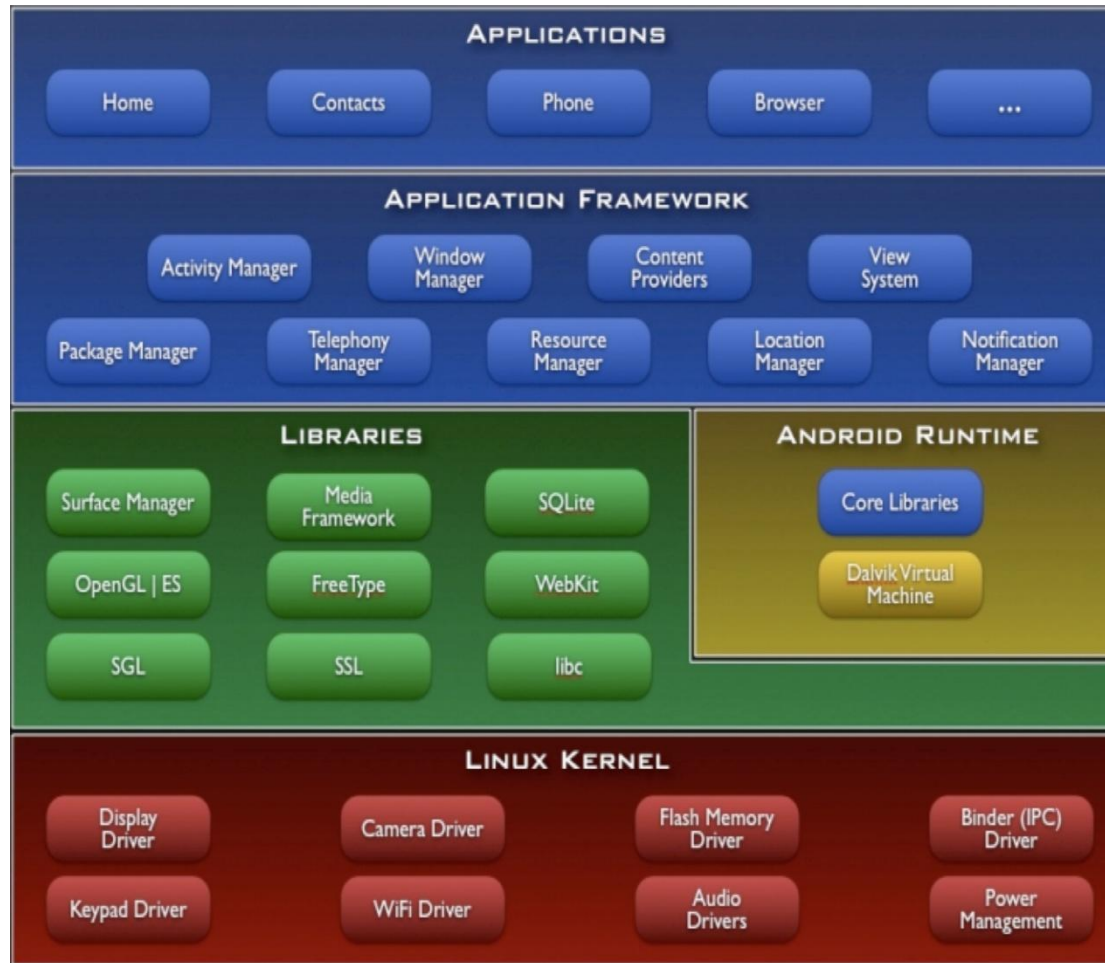 APPLICATIONS
Home
Contacts
Phone
Browser
...
APPLICATION FRAMEWORK
Activity Manager
Window
Manager
Content
Providers
View
System
Package Manager
Telephony
Manager
Resource
Manager
Location
Manager
Notification
Manager
LIBRARIES
Surface Manager
Media
Framework
SQLite
OpenGL | ES
FreeType
WebKit
SGL
SSL
libc
ANDROID RUNTIME
Core Libraries
Dalvik Virtual
Machine
LINUX KERNEL
Display
Driver
Camera Driver
Flash Memory
Driver
Binder (IPC)
Driver
Keypad Driver
WiFi Driver
Audio
Drivers
Power
Management